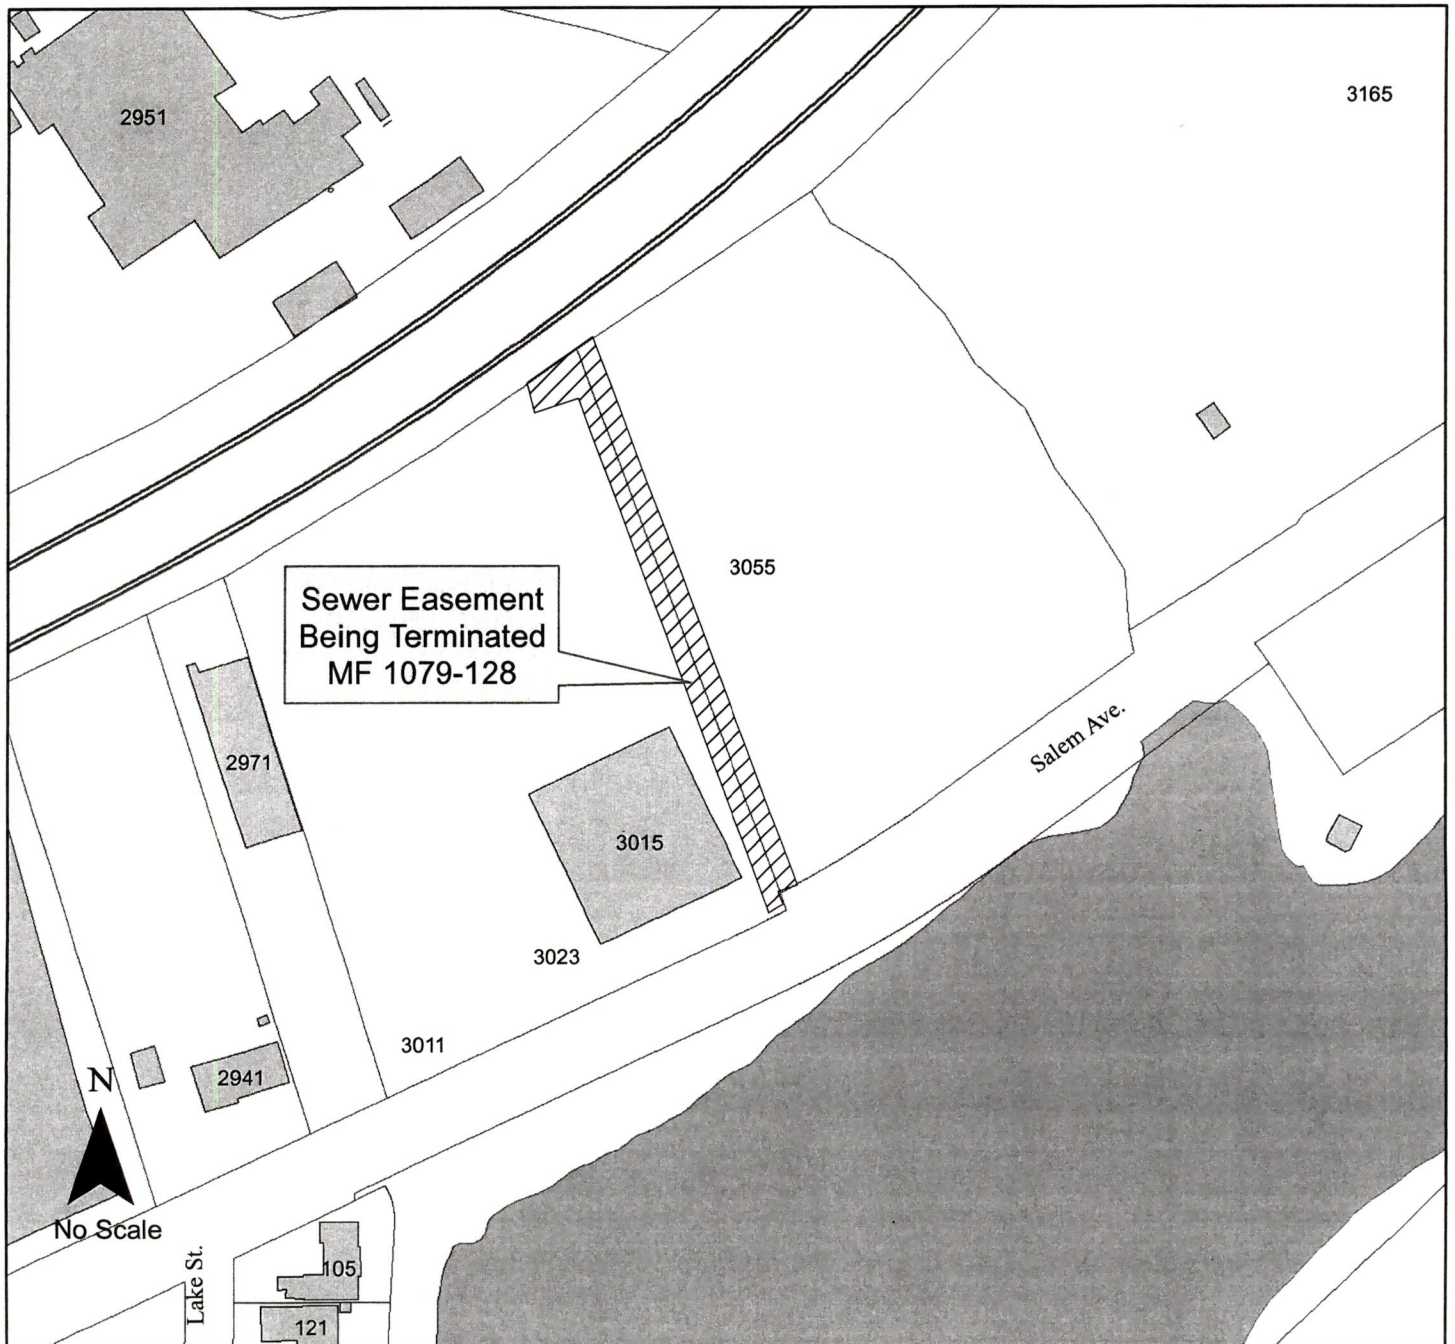 2951
3165
3055
Sewer Easement
Being Terminated
MF 1079-128
2971
Salem Ave.
3015
3023
3011
N
2941
No Scale
Lake St.
105
121